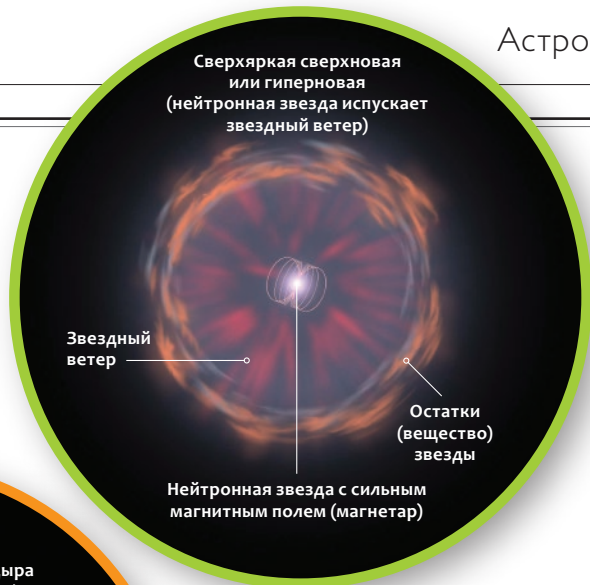 Астро
Сверхяркая сверхновая
или гиперновая
(нейтронная звезда испускает
звездный ветер)
Звездный
ветер
Остатки
(вещество)
звезды
Нейтронная звезда с сильным
магнитным полем (магнетар)